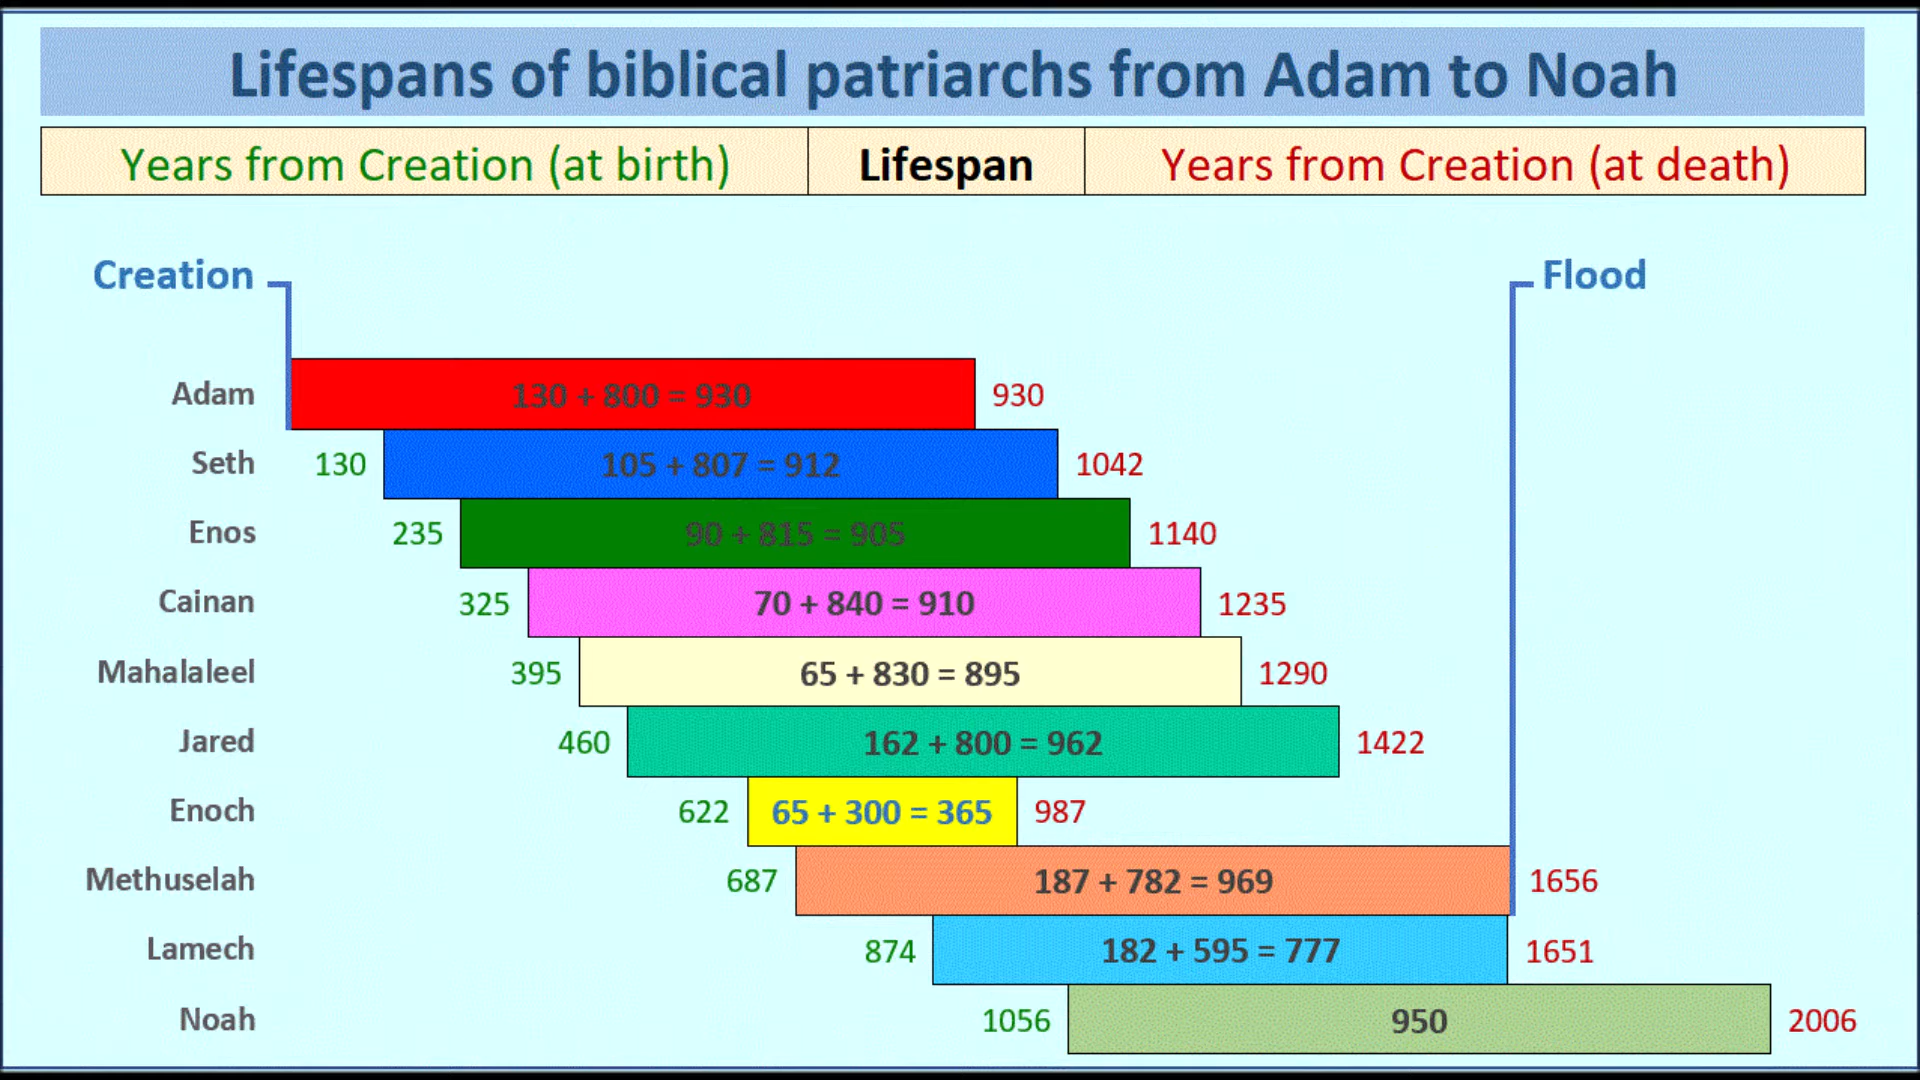 Lifespans of biblical patriarchs from Adam to Noah
Years from Creation (at birth) Lifespan Years from Creation (at death)
Creation Flood
Adam 130 + 800 = 930 930
Seth 130 105 + 807 = 912 1042
Enos 235 90 + 815 = 905 1140
Cainan 325 70 + 840 = 910 1235
Mahalaleel 395 65 + 830 = 895 1290
Jared 460 162 + 800 = 962 1422
Enoch 622 65 + 300 = 365 987
Methuselah 687 187 + 782 = 969 1656
Lamech 874 182 + 595 = 777 1651
Noah 1056 950 2006